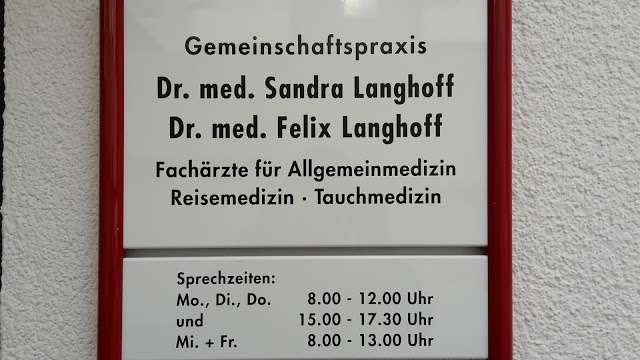 Gemeinschaftspraxis
Dr. med. Sandra Langhoff
Dr. med. Felix Langhoff
Fachärzte für Allgemeinmedizin
Reisemedizin · Tauchmedizin
Sprechzeiten:
Mo., Di., Do. 8.00 - 12.00 Uhr
und 15.00 - 17.30 Uhr
Mi. + Fr. 8.00 - 13.00 Uhr